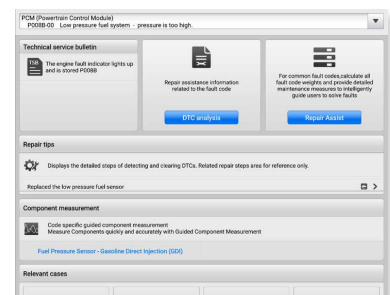 PCM (Powertrain Control Module)
P008B-00 Low pressure fuel system - pressure is too high.
Technical service bulletin
TSB
The engine fault indicator lights up
and is stored P008B
Repair assistance information
related to the fault code
DTC analysis
For common fault codes,calculate all
fault code weights and provide detailed
maintenance measures to intelligently
guide users to solve faults
Repair Assist
Repair tips
Displays the detailed steps of detecting and clearing DTCs. Related repair steps area for reference only.
Replaced the low pressure fuel sensor
Component measurement
Code specific guided component measurement
Measure Components quickly and accurately with Guided Component Measurement
Fuel Pressure Sensor - Gasoline Direct Injection (GDI)
Relevant cases